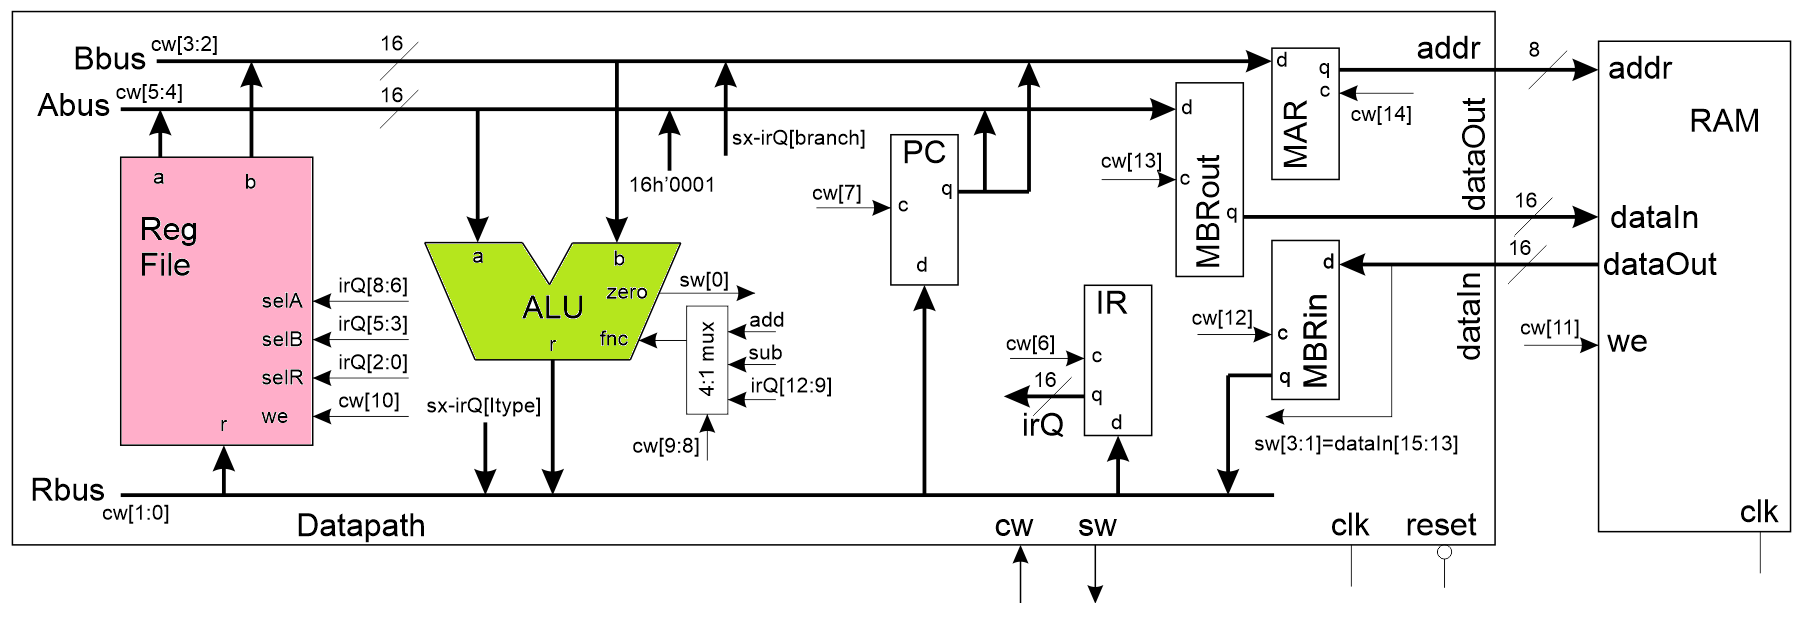 Bbus
cw[3:2]
16
Abus
cw[5:4]
16
sx-irQ[branch]
16h'0001
a
b
Reg
File
selA
selB
selR
we
r
irQ[8:6]
irQ[5:3]
irQ[2:0]
cw[10]
a
b
zero
ALU
fnc
r
sw[0]
4:1 mux
add
sub
irQ[12:9]
cw[9:8]
sx-irQ[Itype]
PC
q
c
d
cw[7]
IR
c
q
d
cw[6]
16
irQ
d
c
q
MBRout
cw[13]
d
q
c
MAR
cw[14]
d
c
q
MBRin
cw[12]
sw[3:1]=dataIn[15:13]
addr
dataOut
dataIn
8
16
16
addr
RAM
dataIn
dataOut
we
cw[11]
clk
Rbus
cw[1:0]
Datapath
cw
sw
clk
reset